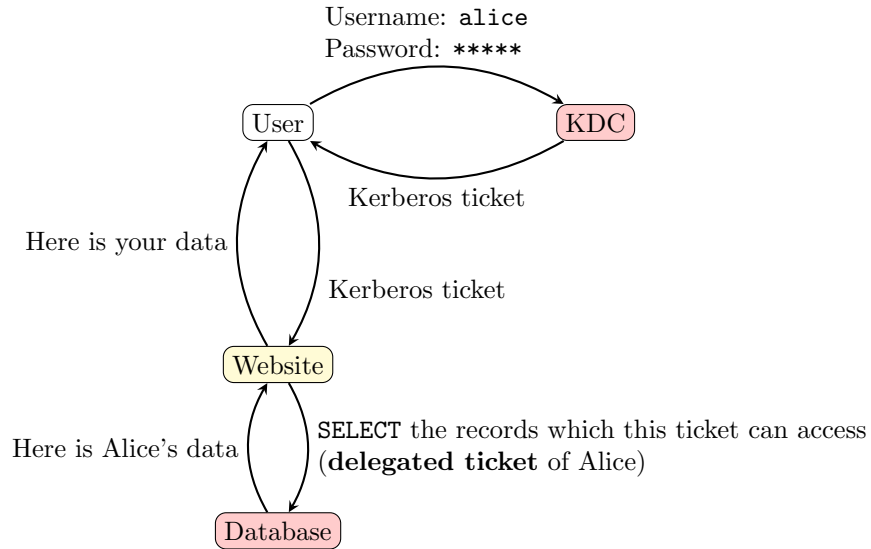 Username: alice
Password: *****
User
KDC
Kerberos ticket
Here is your data
Kerberos ticket
Website
Here is Alice's data
SELECT the records which this ticket can access
(delegated ticket of Alice)
Database